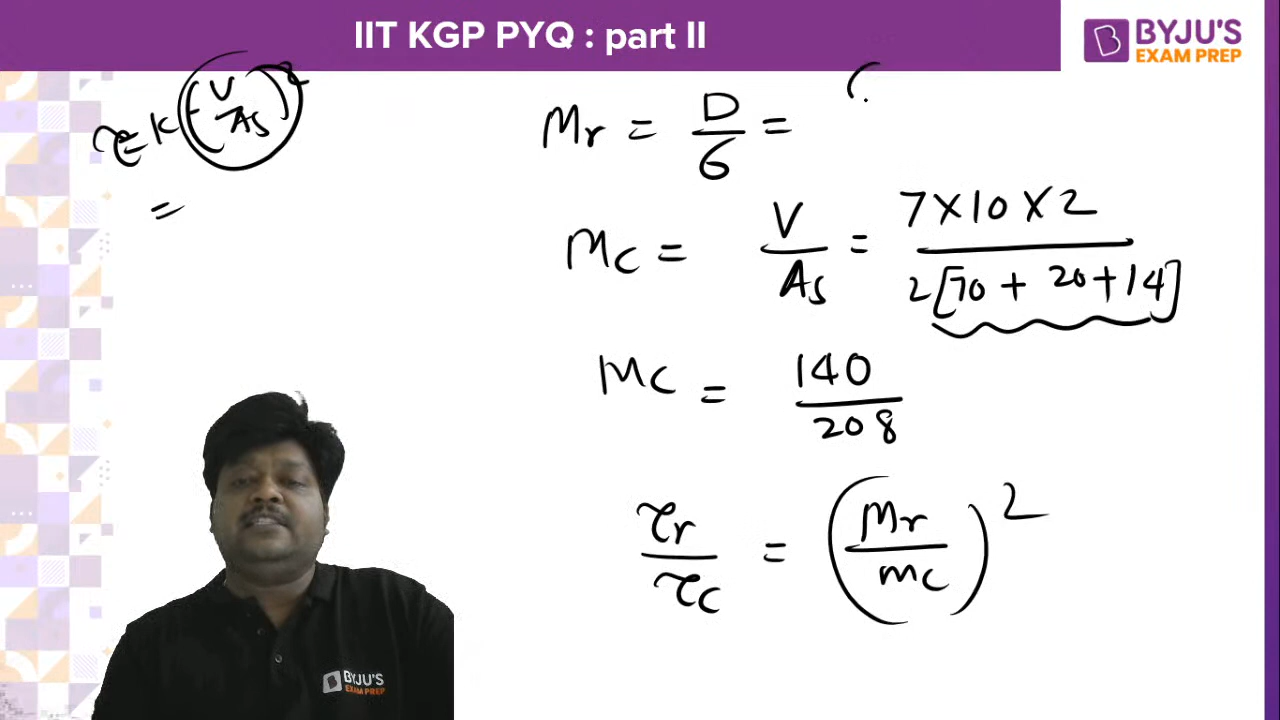 IIT KGP PYQ : part II
BYJU'S
EXAM PREP
τ = K (V/As)²
=
Mr = D/6 = (
Mc = V/As = 7×10×2 / 2[70 + 20+14]
Mc = 140/208
τr/τc = (Mr/mc)²
BYJU'S
EXAM PREP